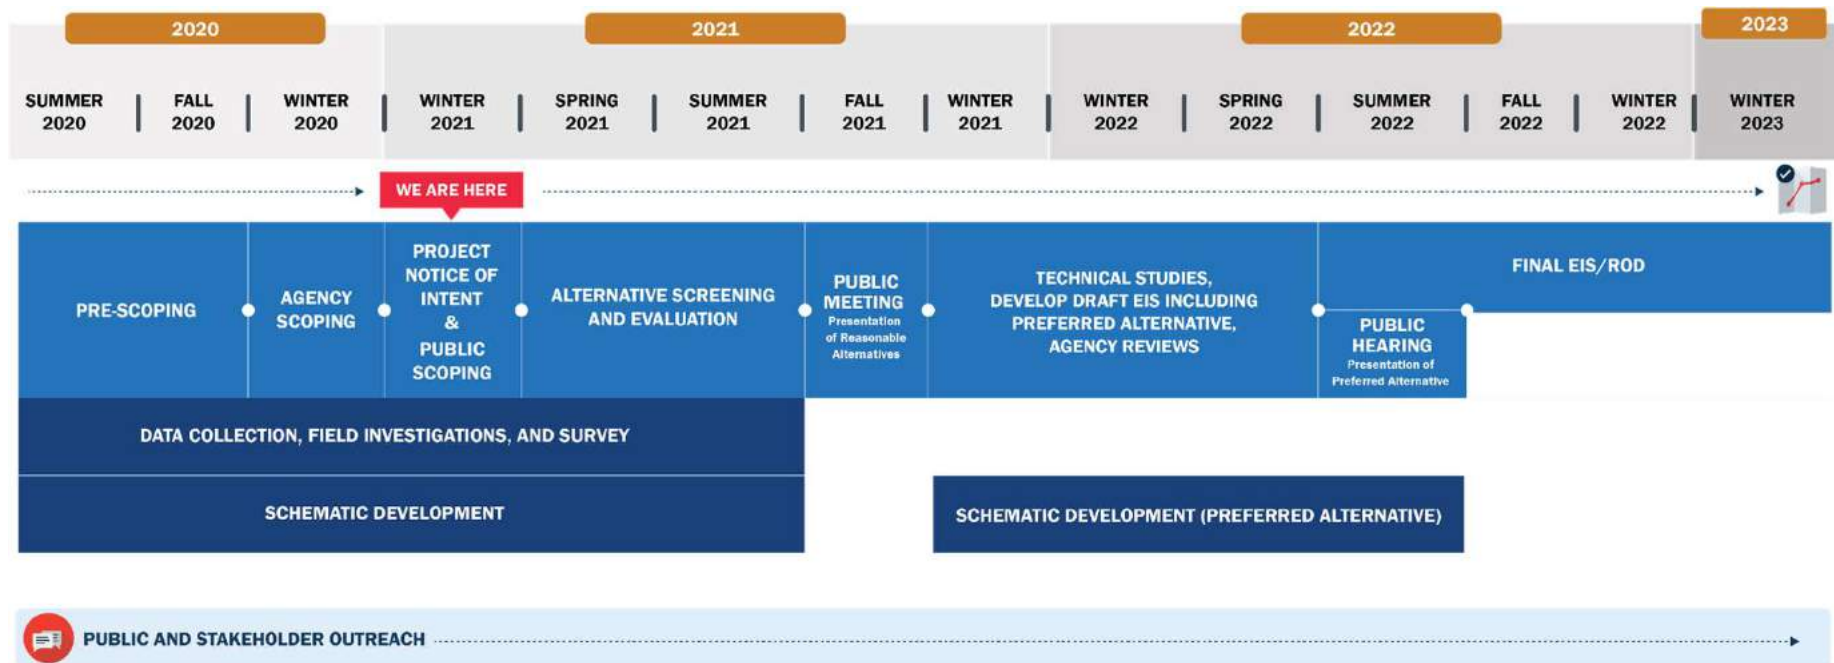 2020
2021
2022
2023
SUMMER
2020
FALL
2020
WINTER
2020
WINTER
2021
SPRING
2021
SUMMER
2021
FALL
2021
WINTER
2021
WINTER
2022
SPRING
2022
SUMMER
2022
FALL
2022
WINTER
2022
WINTER
2023
WE ARE HERE
PRE-SCOPING
AGENCY
SCOPING
PROJECT
NOTICE OF
INTENT
&
PUBLIC
SCOPING
ALTERNATIVE SCREENING
AND EVALUATION
PUBLIC
MEETING
Presentation
of Reasonable
Alternatives
TECHNICAL STUDIES,
DEVELOP DRAFT EIS INCLUDING
PREFERRED ALTERNATIVE,
AGENCY REVIEWS
FINAL EIS/ROD
PUBLIC
HEARING
Presentation of
Preferred Alternative
DATA COLLECTION, FIELD INVESTIGATIONS, AND SURVEY
SCHEMATIC DEVELOPMENT
SCHEMATIC DEVELOPMENT (PREFERRED ALTERNATIVE)
PUBLIC AND STAKEHOLDER OUTREACH